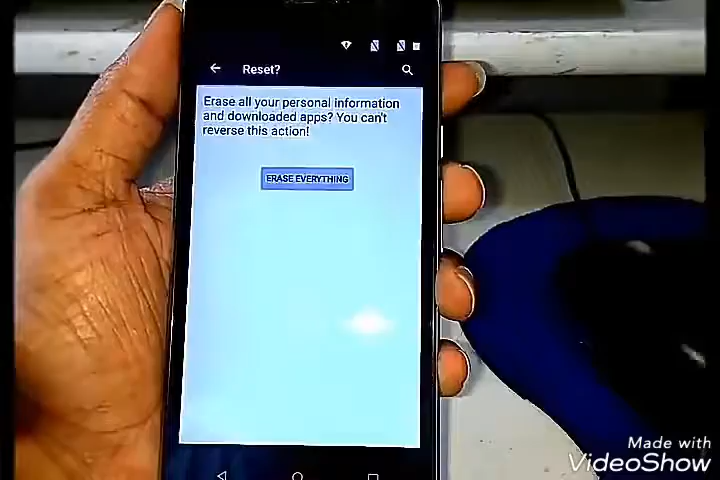 Reset?
Erase all your personal information
and downloaded apps? You can't
reverse this action!
ERASE EVERYTHING
Made with
VideoShow